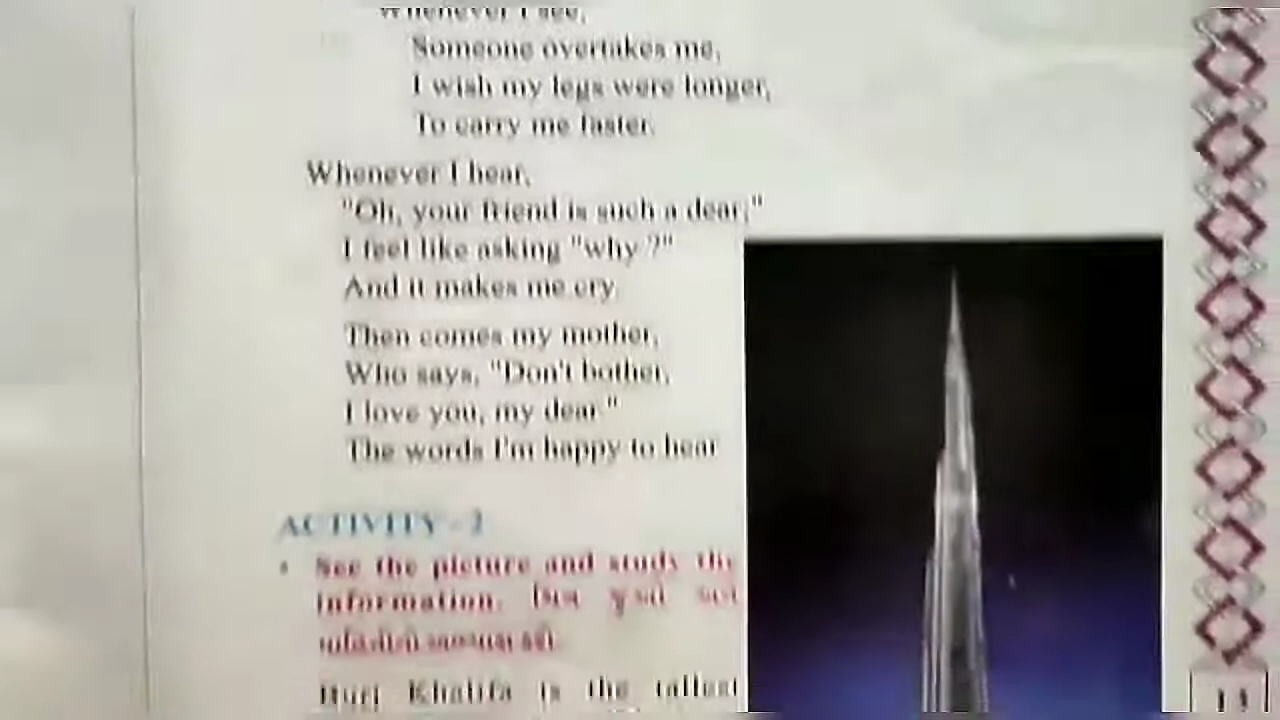 Whenever I see,
Someone overtakes me,
I wish my legs were longer,
To carry me faster.
Whenever I hear,
"Oh, your friend is such a dear,"
I feel like asking "why ?"
And it makes me cry.
Then comes my mother,
Who says, "Don't bother,
I love you, my dear."
The words I'm happy to hear
ACTIVITY - 2
• See the picture and study the
information.
Burj Khalifa is the tallest
11